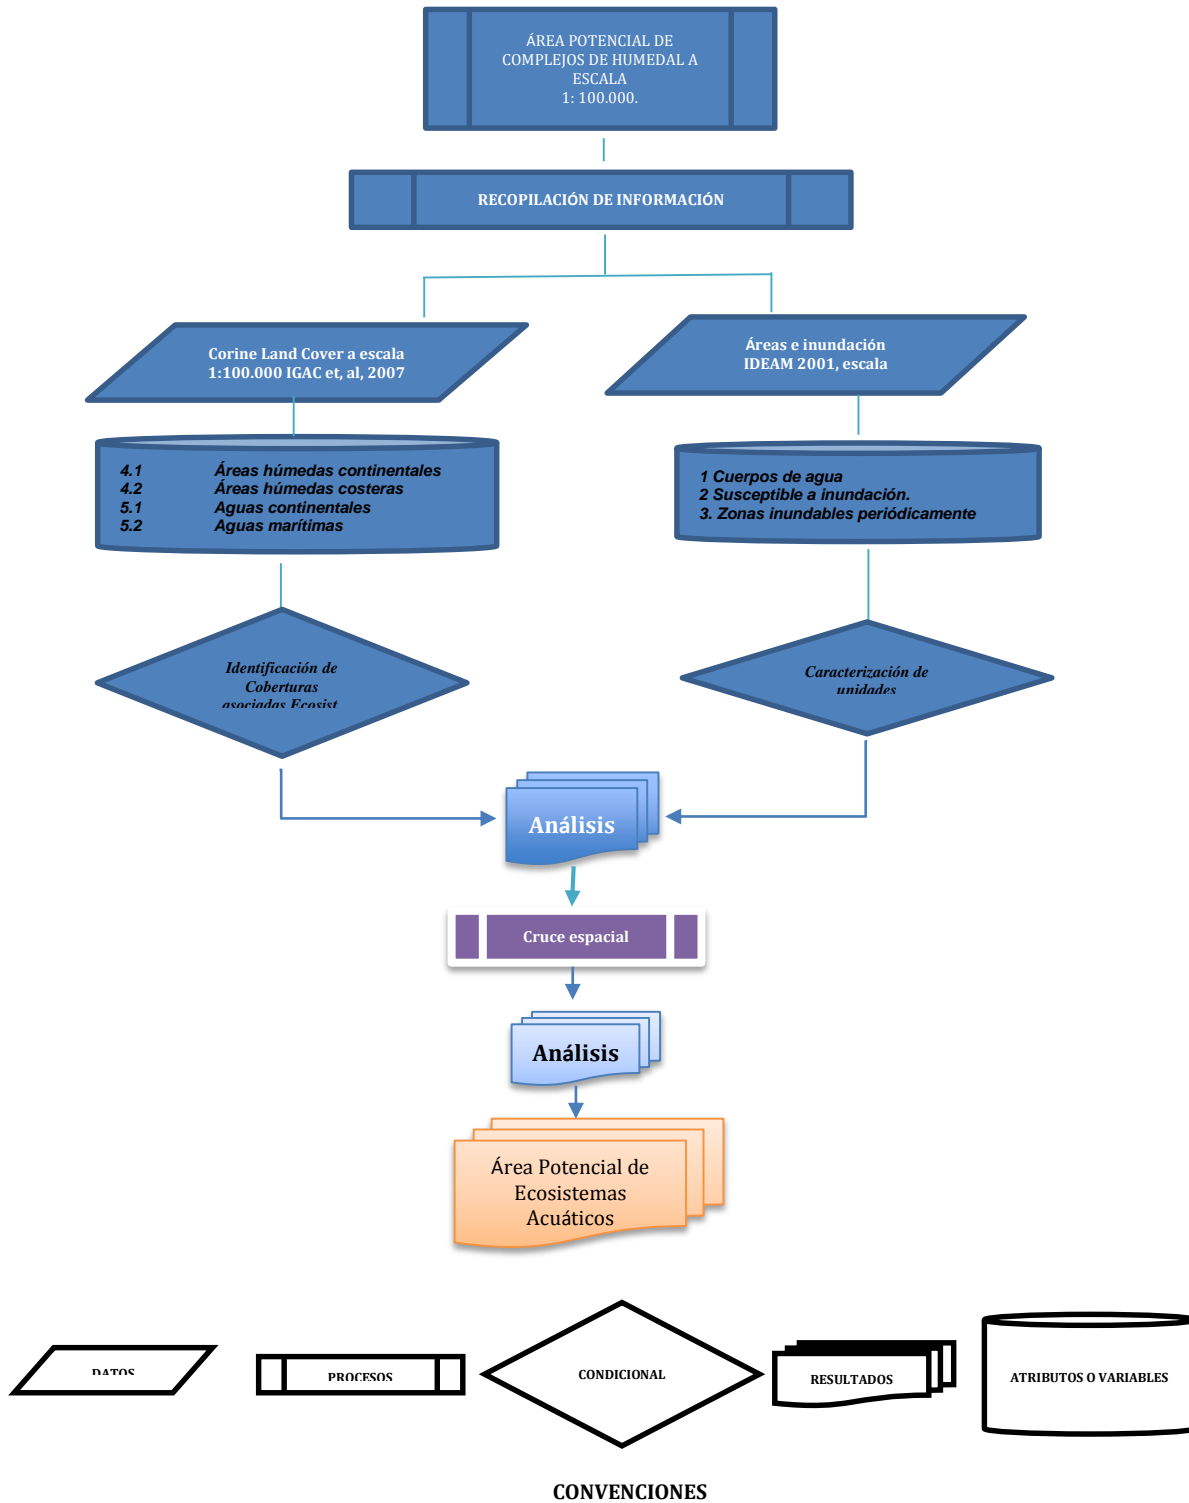 ÁREA POTENCIAL DE
COMPLEJOS DE HUMEDAL A
ESCALA
1: 100.000.
RECOPILACIÓN DE INFORMACIÓN
Corine Land Cover a escala
1:100.000 IGAC et, al, 2007
Áreas e inundación
IDEAM 2001, escala
4.1 Áreas húmedas continentales
4.2 Áreas húmedas costeras
5.1 Aguas continentales
5.2 Aguas marítimas
1 Cuerpos de agua
2 Susceptible a inundación.
3. Zonas inundables periódicamente
Identificación de
Coberturas
asociadas Ecosist
Caracterización de
unidades
Análisis
Cruce espacial
Análisis
Área Potencial de
Ecosistemas
Acuáticos
DATOS
PROCESOS
CONDICIONAL
RESULTADOS
ATRIBUTOS O VARIABLES
CONVENCIONES